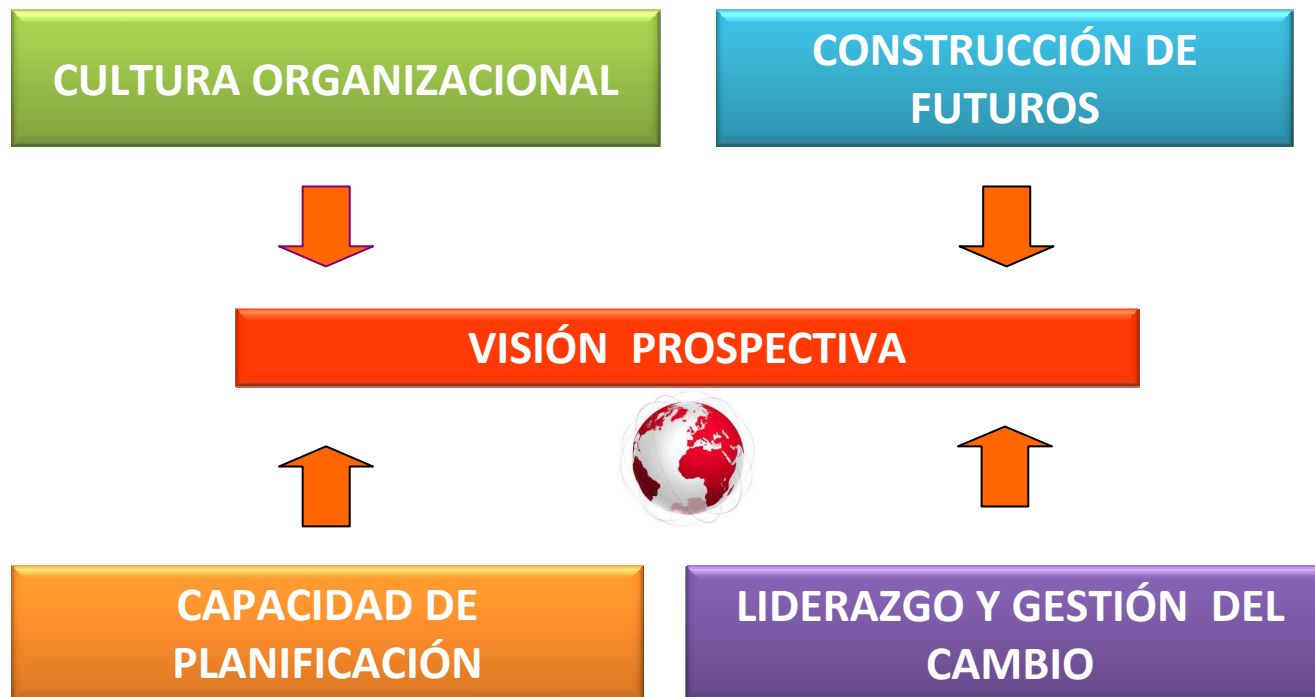 CULTURA ORGANIZACIONAL
CONSTRUCCIÓN DE
FUTUROS
VISIÓN PROSPECTIVA
CAPACIDAD DE
PLANIFICACIÓN
LIDERAZGO Y GESTIÓN DEL
CAMBIO